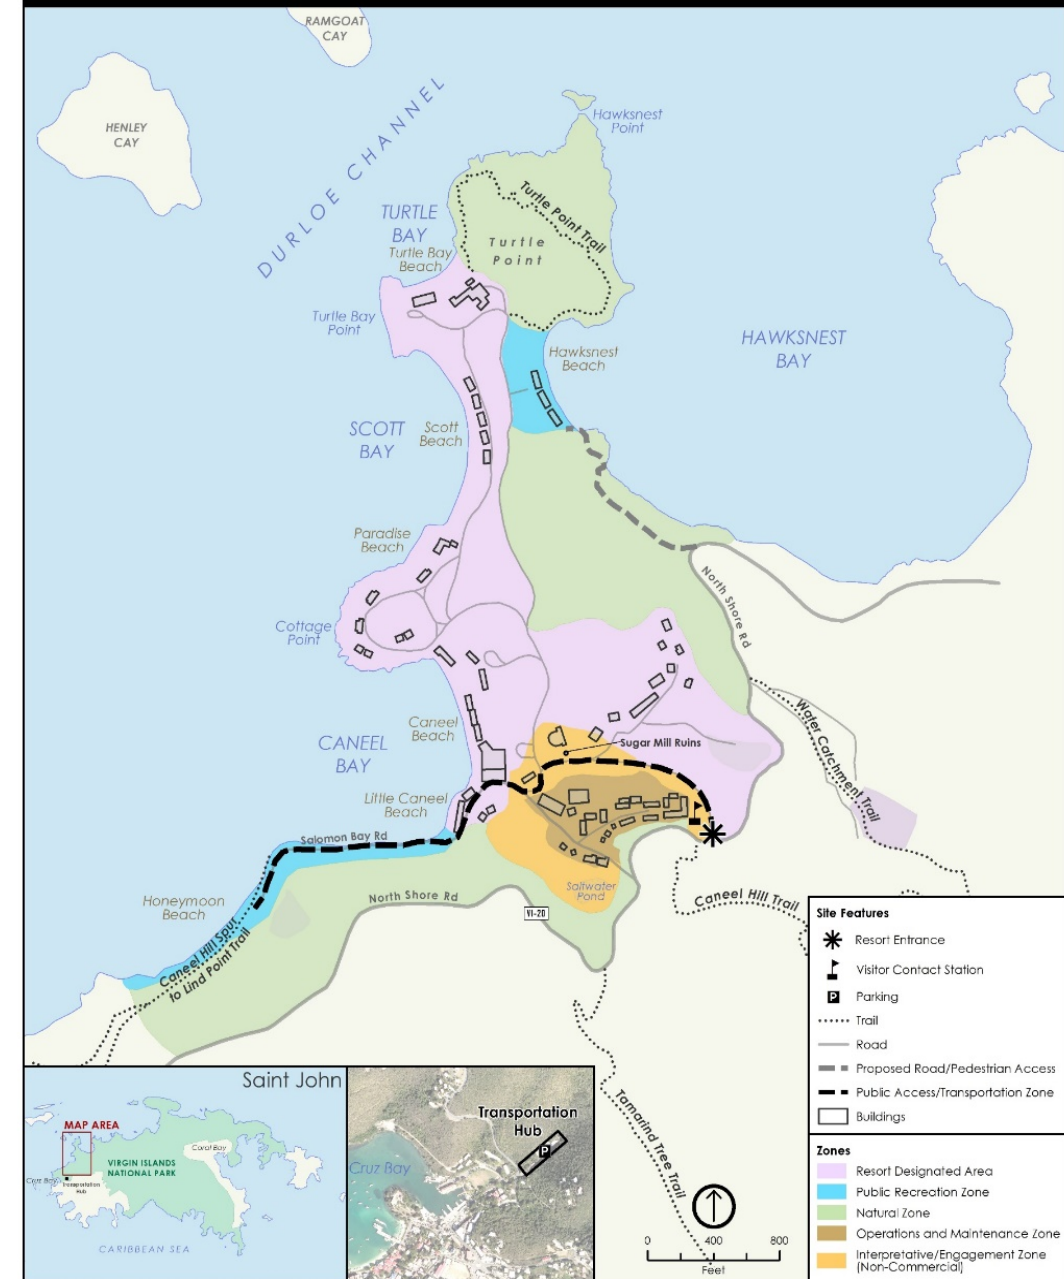 RAMGOAT
CAY
HENLEY
CAY
DURLOE CHANNEL
Hawksnest
Point
TURTLE
BAY
Turtle Bay
Beach
Turtle Point Trail
Turtle
Point
Turtle Bay
Point
Hawksnest
Beach
HAWKSNEST
BAY
SCOTT
BAY
Scott
Beach
Paradise
Beach
North Shore Rd
Cottage
Point
Caneel
Beach
CANEEL
BAY
Sugar Mill Ruins
Water Catchment Trail
Little Caneel
Beach
Salomon Bay Rd
Honeymoon
Beach
North Shore Rd
Saltwater
Pond
VI-20
Caneel Hill Trail
Caneel Hill Spur
to Lind Point Trail
Tamarind Tree Trail
Site Features
Resort Entrance
Visitor Contact Station
P
Parking
Trail
Road
Proposed Road/Pedestrian Access
Public Access/Transportation Zone
Buildings
Zones
Resort Designated Area
Public Recreation Zone
Natural Zone
Operations and Maintenance Zone
Interpretative/Engagement Zone
(Non-Commercial)
Saint John
MAP AREA
VIRGIN ISLANDS
NATIONAL PARK
Coral Bay
Cruz Bay
Transportation
Hub
CARIBBEAN SEA
Transportation
Hub
P
Cruz Bay
0 400 800
Feet